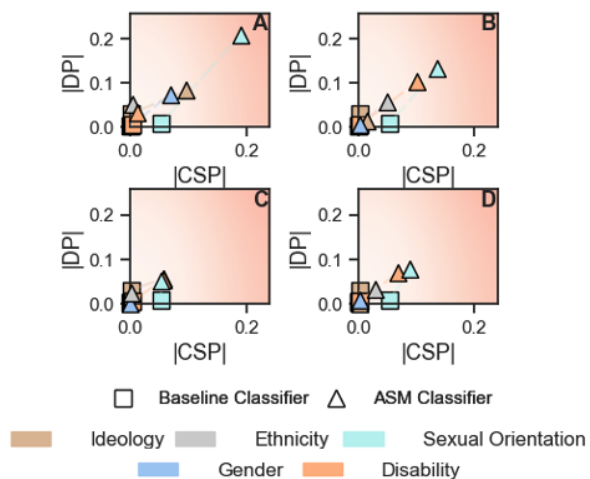 A
B
|DP|
0.2
0.1
0.0
0.0
0.2
|CSP|
|DP|
0.2
0.1
0.0
0.0
0.2
|CSP|
C
D
|DP|
0.2
0.1
0.0
0.0
0.2
|CSP|
|DP|
0.2
0.1
0.0
0.0
0.2
|CSP|
Baseline Classifier
ASM Classifier
Ideology
Ethnicity
Sexual Orientation
Gender
Disability